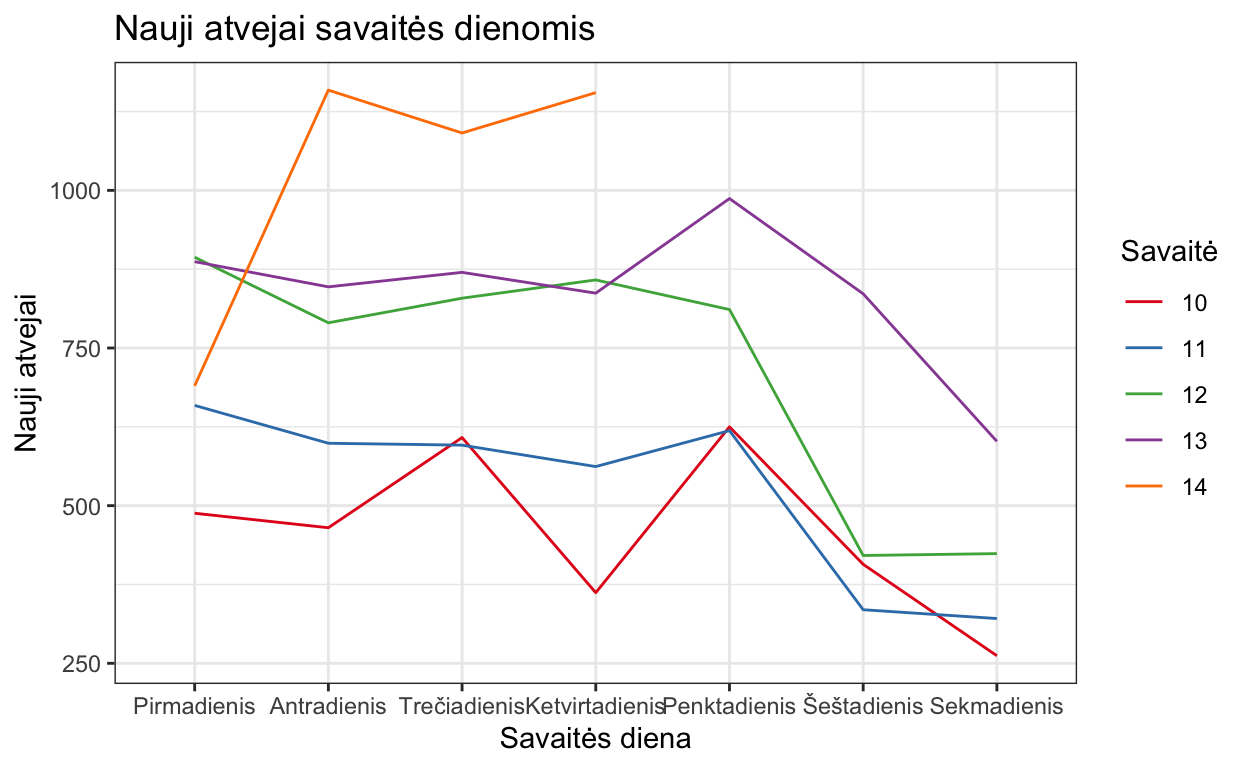 Nauji atvejai savaitės dienomis
Nauji atvejai
1000
750
500
250
Pirmadienis Antradienis Trečiadienis Ketvirtadienis Penktadienis Šeštadienis Sekmadienis
Savaitės diena
Savaitė
10
11
12
13
14